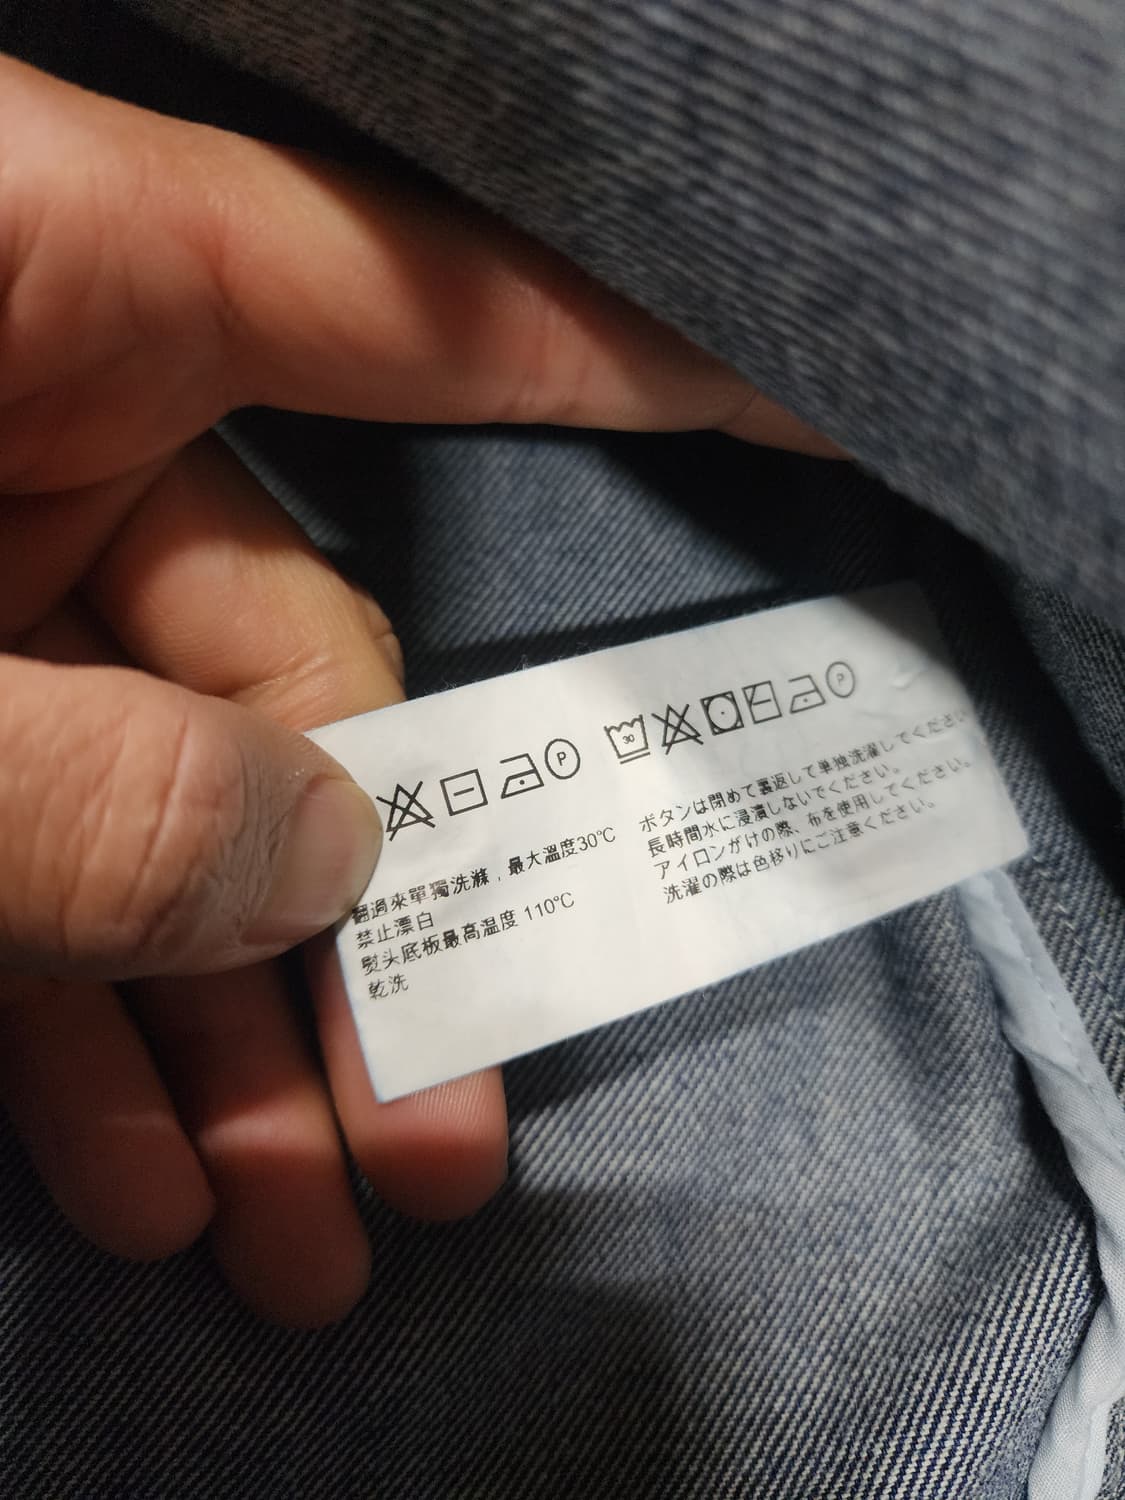 P
翻過來單獨洗滌，最大溫度30℃
禁止漂白
熨头底板最高温度 110℃
乾洗
30 P
ボタンは閉めて裏返して単独洗濯してください
長時間水に浸漬しないでください。
アイロンがけの際、布を使用してください。
洗濯の際は色移りにご注意ください。